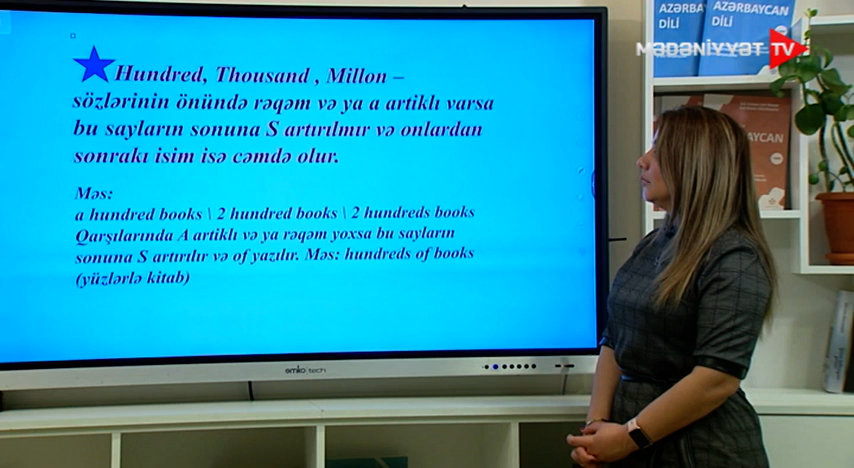 AZƏRBAYCAN
DİLİ
AZƏRBAYCAN
DİLİ
MƏDƏNİYYƏT TV
Hundred, Thousand , Millon –
sözlərinin önündə rəqəm və ya a artiklı varsa
bu sayların sonuna S artırılmır və onlardan
sonrakı isim isə cəmdə olur.
Məs:
a hundred books \ 2 hundred books \ 2 hundreds books
Qarşılarında A artiklı və ya rəqəm yoxsa bu sayların
sonuna S artırılır və of yazılır. Məs: hundreds of books
(yüzlərlə kitab)
emko tech